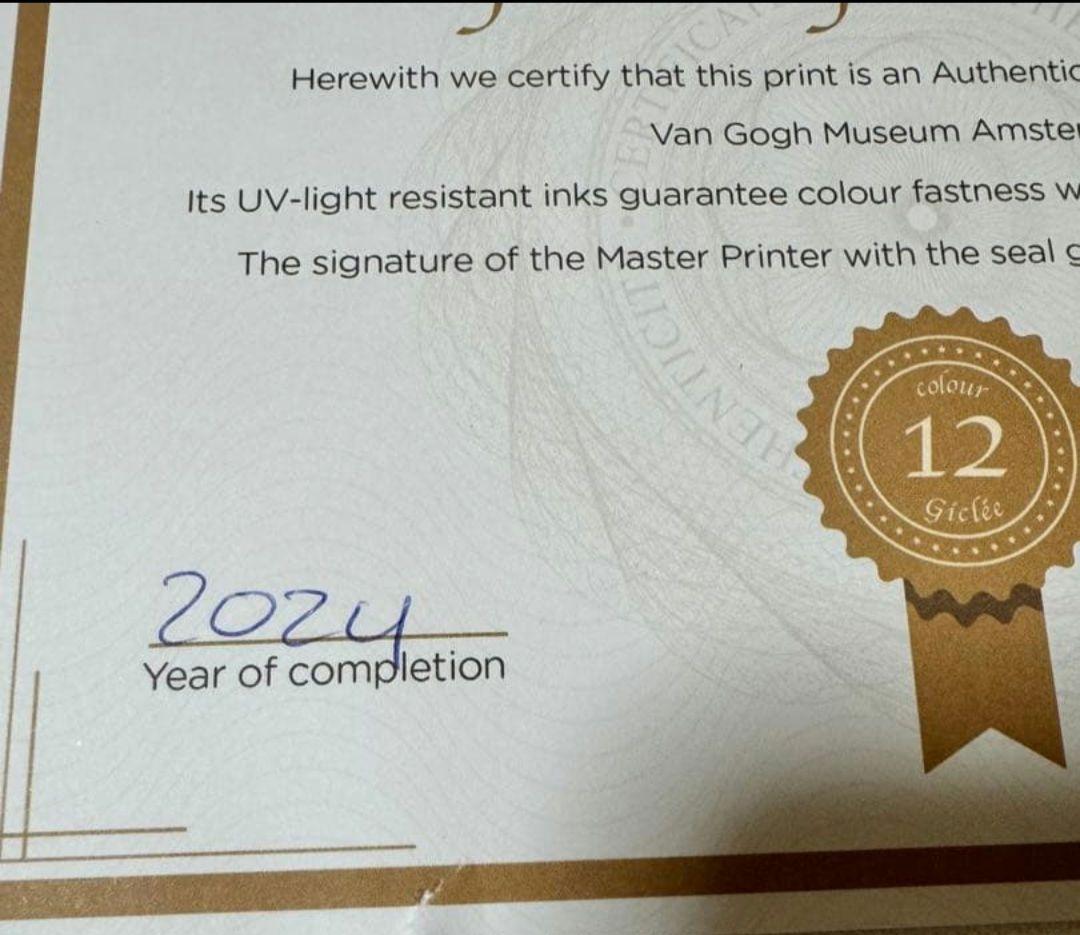 Herewith we certify that this print is an Authentic
Van Gogh Museum Amster
Its UV-light resistant inks guarantee colour fastness w
The signature of the Master Printer with the seal g
colour
12
Giclée
2024
Year of completion